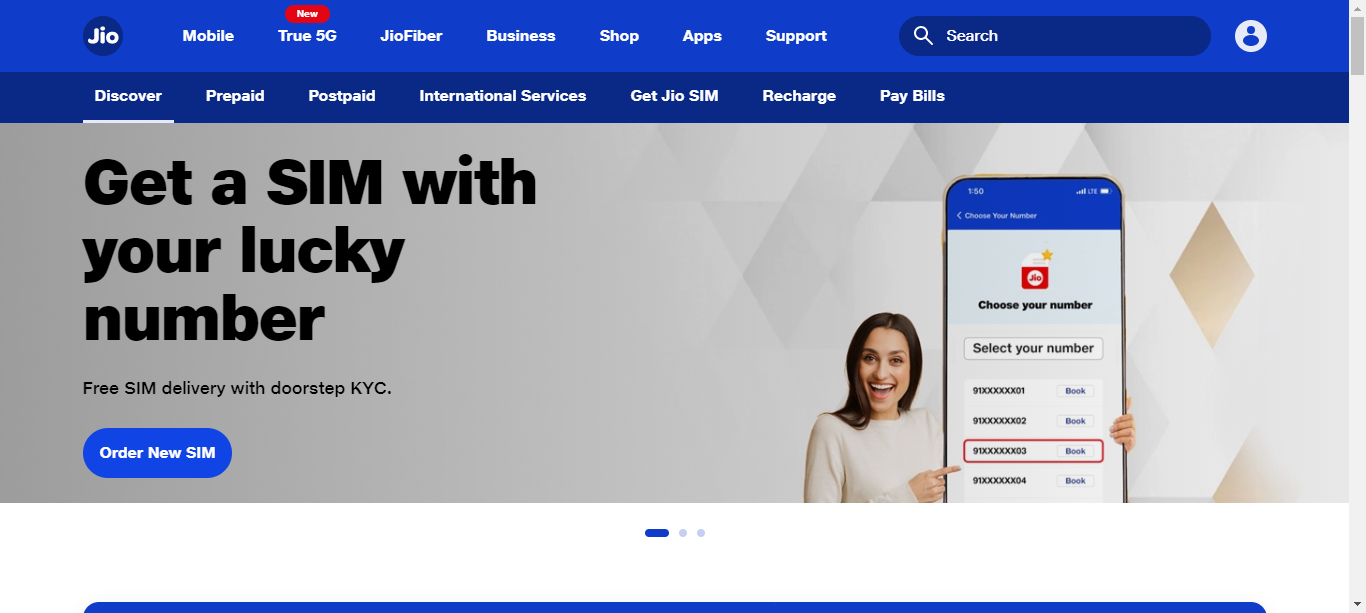 New
Jio
Mobile
True 5G
JioFiber
Business
Shop
Apps
Support
Search
Discover
Prepaid
Postpaid
International Services
Get Jio SIM
Recharge
Pay Bills
Get a SIM with
your lucky
number
Free SIM delivery with doorstep KYC.
Order New SIM
1:50
LTE
Choose Your Number
Jio
Choose your number
Select your number
91XXXXXX01 Book
91XXXXXX02 Book
91XXXXXX03 Book
91XXXXXX04 Book